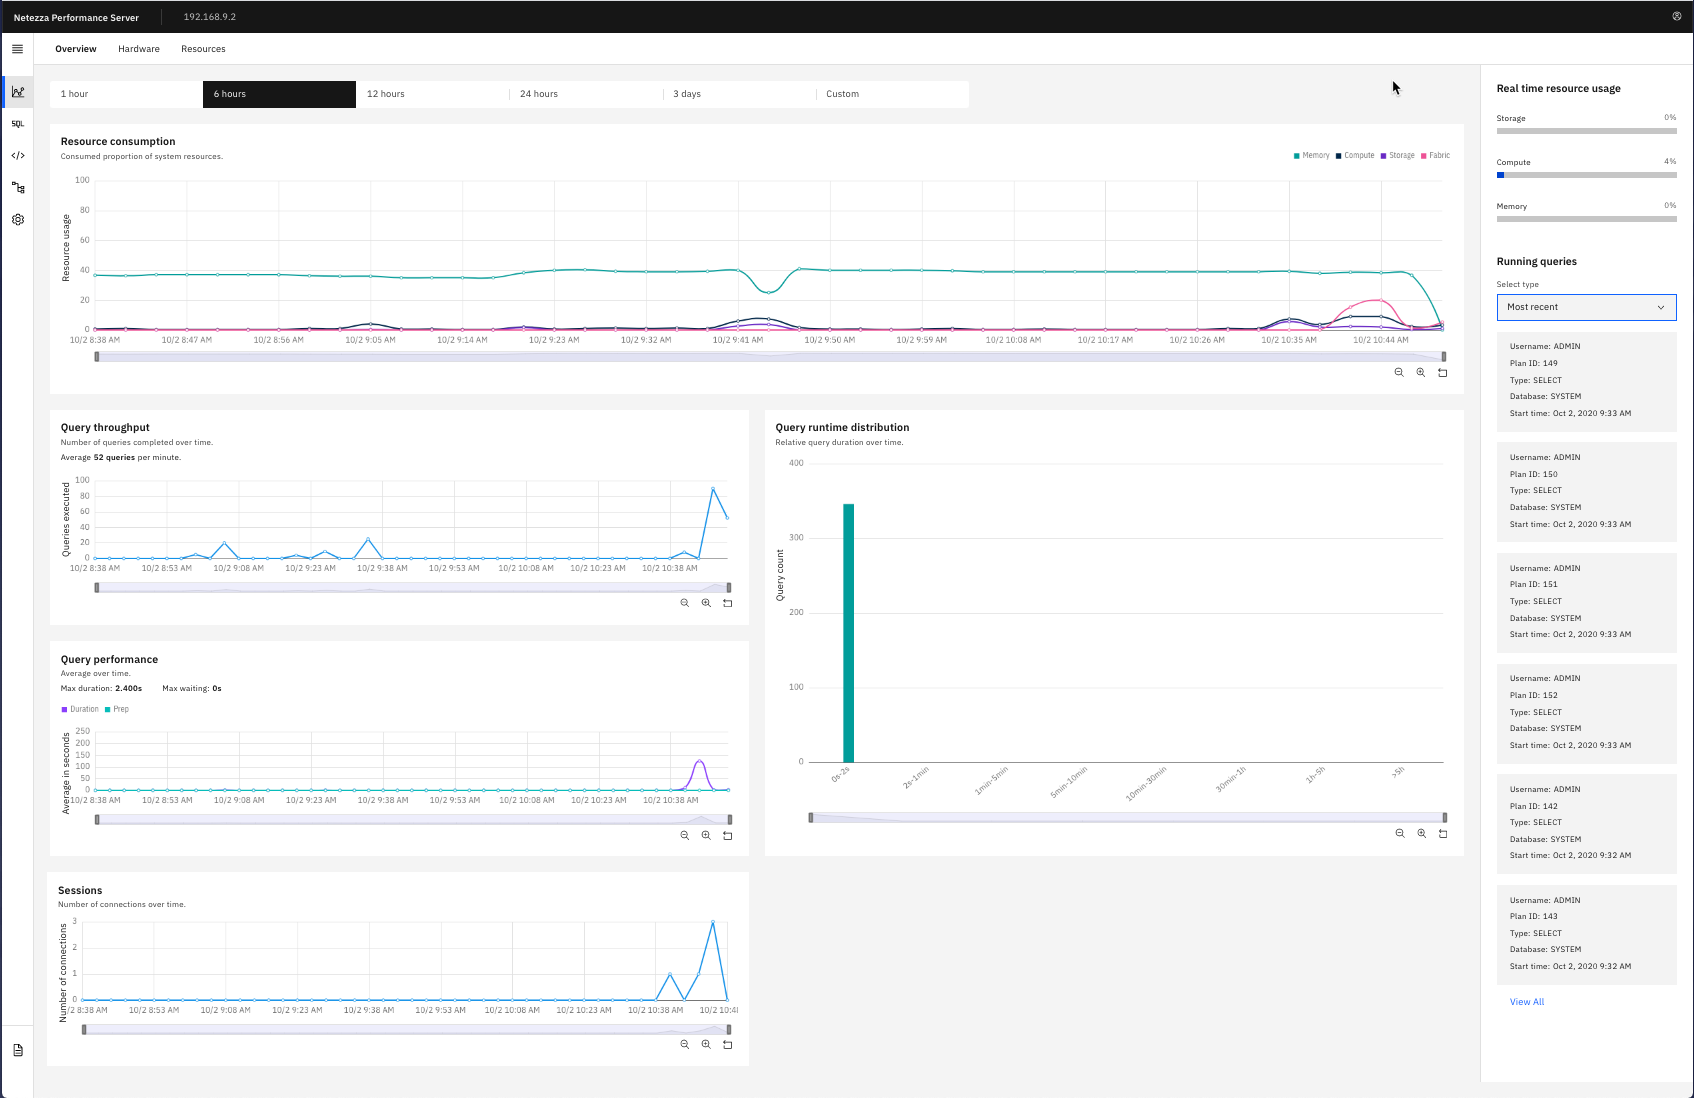 Netezza Performance Server 192.168.9.2
Overview Hardware Resources
1 hour 6 hours 12 hours 24 hours 3 days Custom
SQL
Resource consumption
Consumed proportion of system resources.
Memory Compute Storage Fabric
Resource usage
100
80
60
40
20
0
10/2 8:38 AM 10/2 8:47 AM 10/2 8:56 AM 10/2 9:05 AM 10/2 9:14 AM 10/2 9:23 AM 10/2 9:32 AM 10/2 9:41 AM 10/2 9:50 AM 10/2 9:59 AM 10/2 10:08 AM 10/2 10:17 AM 10/2 10:26 AM 10/2 10:35 AM 10/2 10:44 AM
Query throughput
Number of queries completed over time.
Average 52 queries per minute.
Queries executed
100
80
60
40
20
0
10/2 8:38 AM 10/2 8:53 AM 10/2 9:08 AM 10/2 9:23 AM 10/2 9:38 AM 10/2 9:53 AM 10/2 10:08 AM 10/2 10:23 AM 10/2 10:38 AM
Query performance
Average over time.
Max duration: 2.400s Max waiting: 0s
Duration Prep
Average in seconds
250
200
150
100
50
0
10/2 8:38 AM 10/2 8:53 AM 10/2 9:08 AM 10/2 9:23 AM 10/2 9:38 AM 10/2 9:53 AM 10/2 10:08 AM 10/2 10:23 AM 10/2 10:38 AM
Sessions
Number of connections over time.
Number of connections
3
2
1
0
/2 8:38 AM 10/2 8:53 AM 10/2 9:08 AM 10/2 9:23 AM 10/2 9:38 AM 10/2 9:53 AM 10/2 10:08 AM 10/2 10:23 AM 10/2 10:38 AM 10/2 10:4
Query runtime distribution
Relative query duration over time.
Query count
400
300
200
100
0
0s-2s 2s-1min 1min-5min 5min-10min 10min-30min 30min-1h 1h-5h >5h
Real time resource usage
Storage 0%
Compute 4%
Memory 0%
Running queries
Select type
Most recent
Username: ADMIN
Plan ID: 149
Type: SELECT
Database: SYSTEM
Start time: Oct 2, 2020 9:33 AM
Username: ADMIN
Plan ID: 150
Type: SELECT
Database: SYSTEM
Start time: Oct 2, 2020 9:33 AM
Username: ADMIN
Plan ID: 151
Type: SELECT
Database: SYSTEM
Start time: Oct 2, 2020 9:33 AM
Username: ADMIN
Plan ID: 152
Type: SELECT
Database: SYSTEM
Start time: Oct 2, 2020 9:33 AM
Username: ADMIN
Plan ID: 142
Type: SELECT
Database: SYSTEM
Start time: Oct 2, 2020 9:32 AM
Username: ADMIN
Plan ID: 143
Type: SELECT
Database: SYSTEM
Start time: Oct 2, 2020 9:32 AM
View All